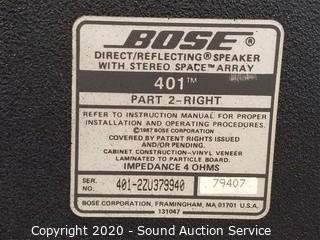 BOSE®
DIRECT/REFLECTING® SPEAKER
WITH STEREO SPACE™ ARRAY
401™
PART 2-RIGHT
REFER TO INSTRUCTION MANUAL FOR PROPER
INSTALLATION AND OPERATING PROCEDURES.
©1987 BOSE CORPORATION
COVERED BY PATENT RIGHTS ISSUED
AND/OR PENDING.
CABINET CONSTRUCTION-VINYL VENEER
LAMINATED TO PARTICLE BOARD.
IMPEDANCE 4 OHMS
SER. NO. 401-2ZU379940 79407
BOSE CORPORATION, FRAMINGHAM, MA 01701 U.S.A.
131047
Copyright 2020 - Sound Auction Service